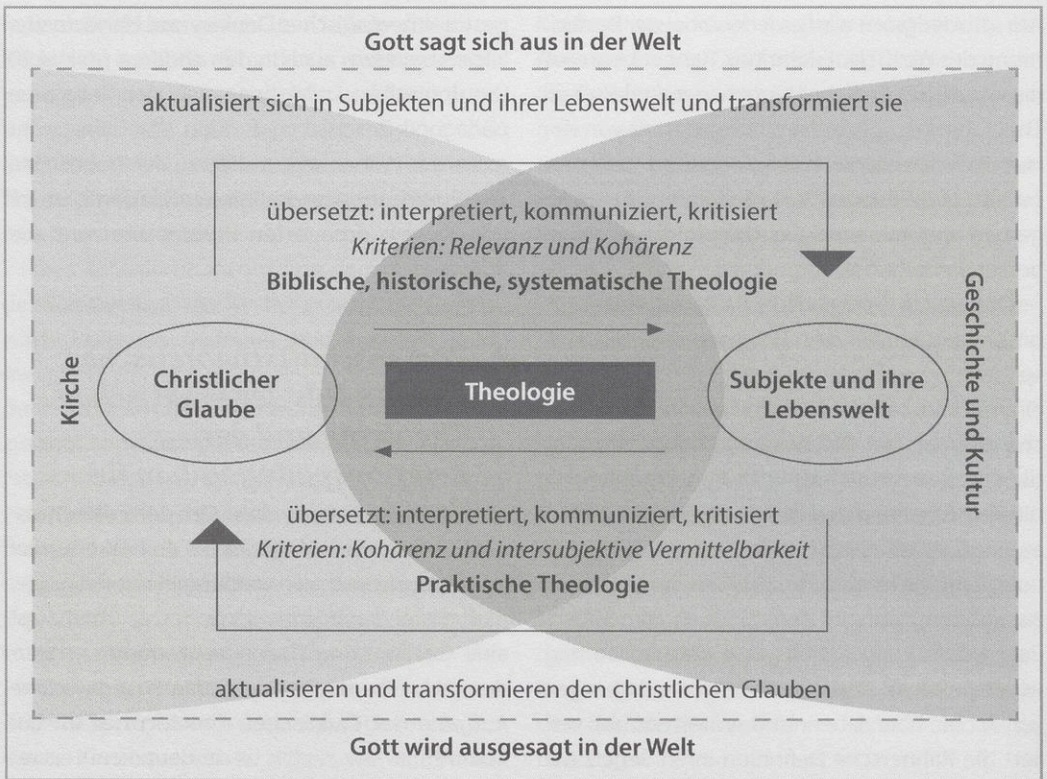 Gott sagt sich aus in der Welt
aktualisiert sich in Subjekten und ihrer Lebenswelt und transformiert sie
übersetzt: interpretiert, kommuniziert, kritisiert
Kriterien: Relevanz und Kohärenz
Biblische, historische, systematische Theologie
Kirche
Christlicher
Glaube
Theologie
Subjekte und ihre
Lebenswelt
Geschichte und Kultur
übersetzt: interpretiert, kommuniziert, kritisiert
Kriterien: Kohärenz und intersubjektive Vermittelbarkeit
Praktische Theologie
aktualisieren und transformieren den christlichen Glauben
Gott wird ausgesagt in der Welt